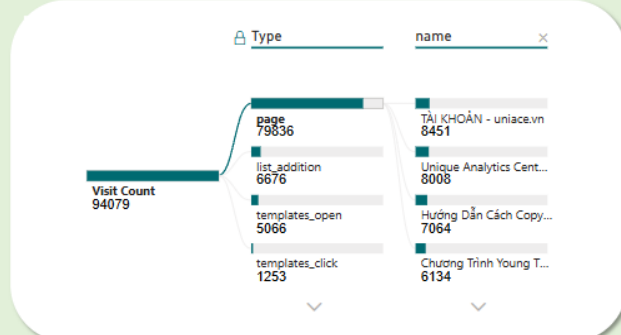 Type
name
page
79836
TÀI KHOẢN - uniace.vn
8451
list_addition
6676
Unique Analytics Cent...
8008
Visit Count
94079
templates_open
5066
Hướng Dẫn Cách Copy...
7064
templates_click
1253
Chương Trình Young T...
6134